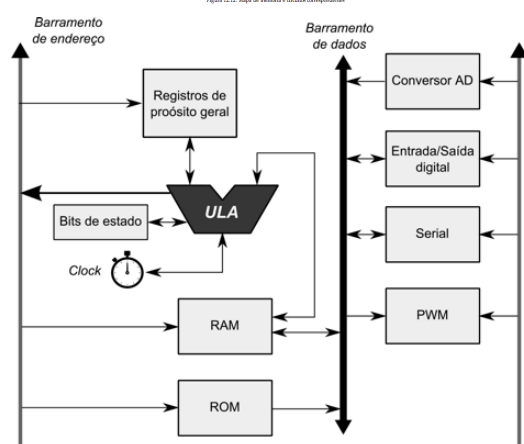 Barramento
de endereço
Barramento
de dados
Registros de
proósito geral
Conversor AD
Entrada/Saída
digital
ULA
Bits de estado
Serial
Clock
RAM
PWM
ROM